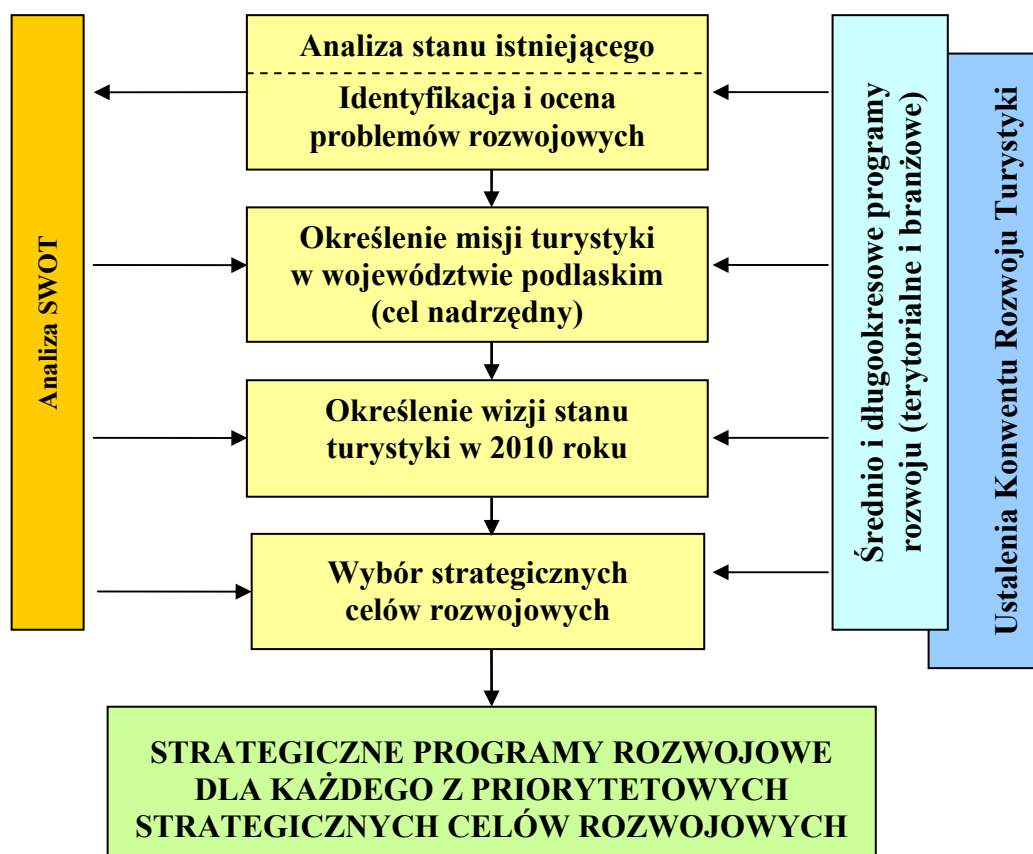 Analiza SWOT
Analiza stanu istniejącego
Identyfikacja i ocena
problemów rozwojowych
Określenie misji turystyki
w województwie podlaskim
(cel nadrzędny)
Określenie wizji stanu
turystyki w 2010 roku
Wybór strategicznych
celów rozwojowych
Średnio i długookresowe programy
rozwoju (terytorialne i branżowe)
Ustalenia Konwentu Rozwoju Turystyki
STRATEGICZNE PROGRAMY ROZWOJOWE
DLA KAŻDEGO Z PRIORYTETOWYCH
STRATEGICZNYCH CELÓW ROZWOJOWYCH